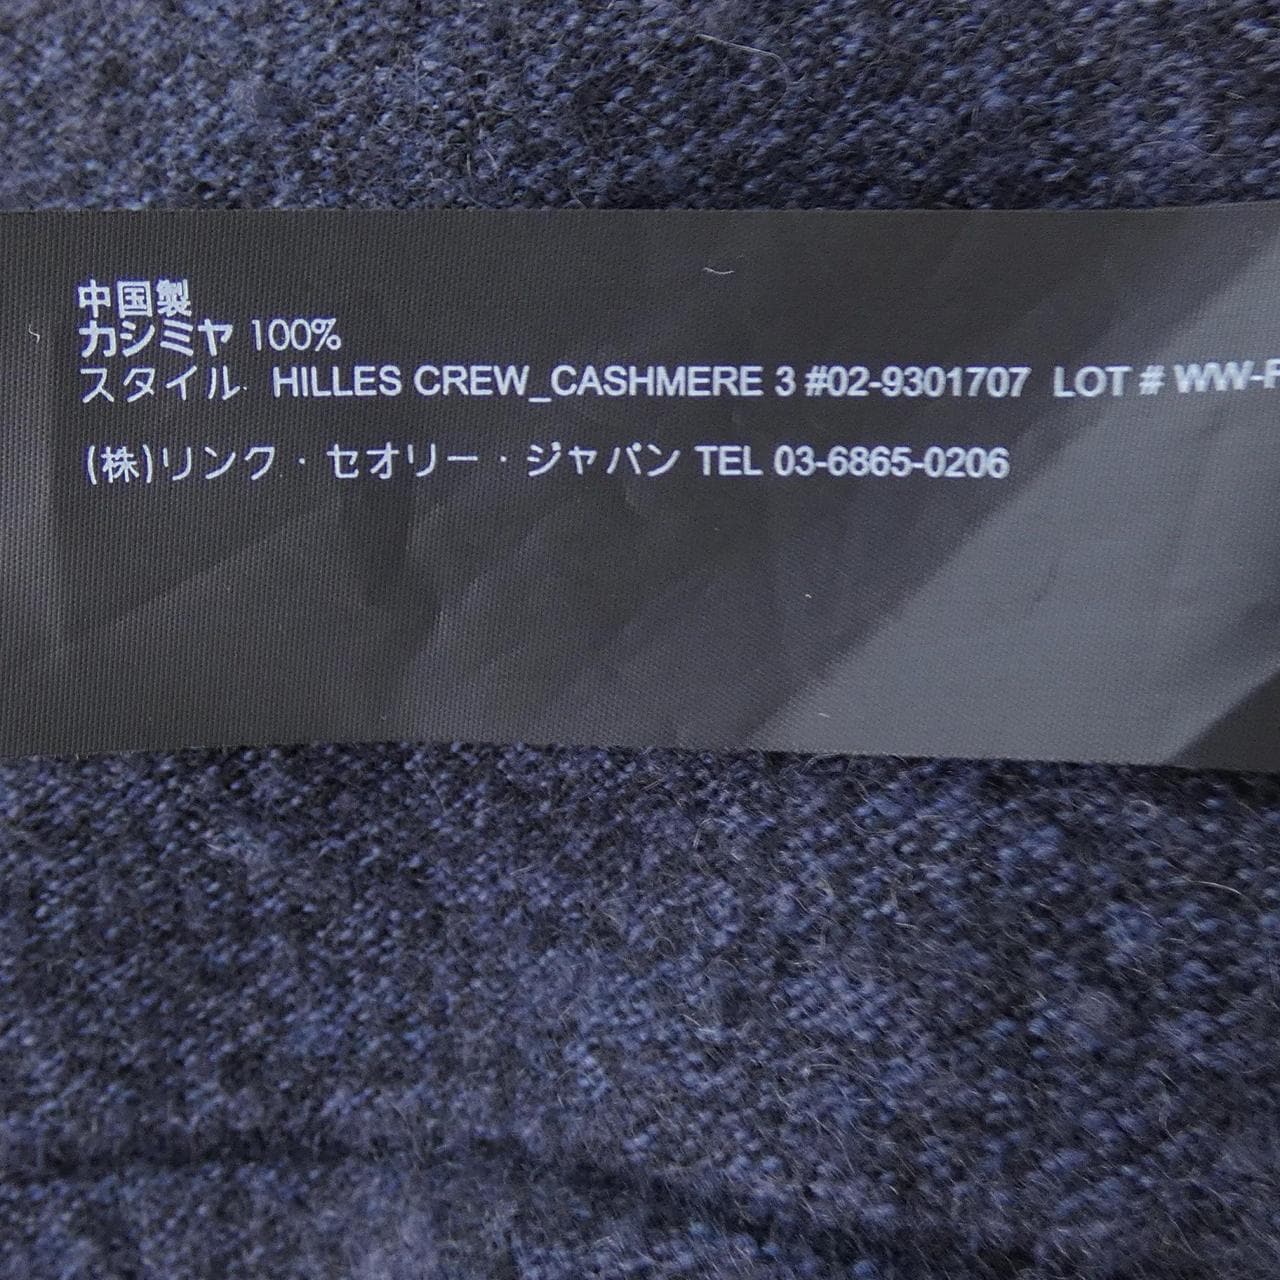 中国製
カシミヤ 100%
スタイル HILLES CREW_CASHMERE 3 #02-9301707 LOT # WW-F
(株)リンク・セオリー・ジャパン TEL 03-6865-0206